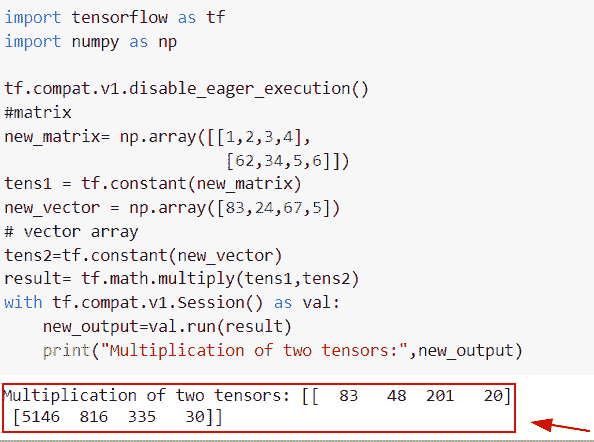 import tensorflow as tf
import numpy as np
tf.compat.v1.disable_eager_execution()
#matrix
new_matrix= np.array([[1,2,3,4],
[62,34,5,6]])
tens1 = tf.constant(new_matrix)
new_vector = np.array([83,24,67,5])
# vector array
tens2=tf.constant(new_vector)
result= tf.math.multiply(tens1,tens2)
with tf.compat.v1.Session() as val:
new_output=val.run(result)
print("Multiplication of two tensors:",new_output)
Multiplication of two tensors: [[  83   48  201   20]
[5146  816  335   30]]